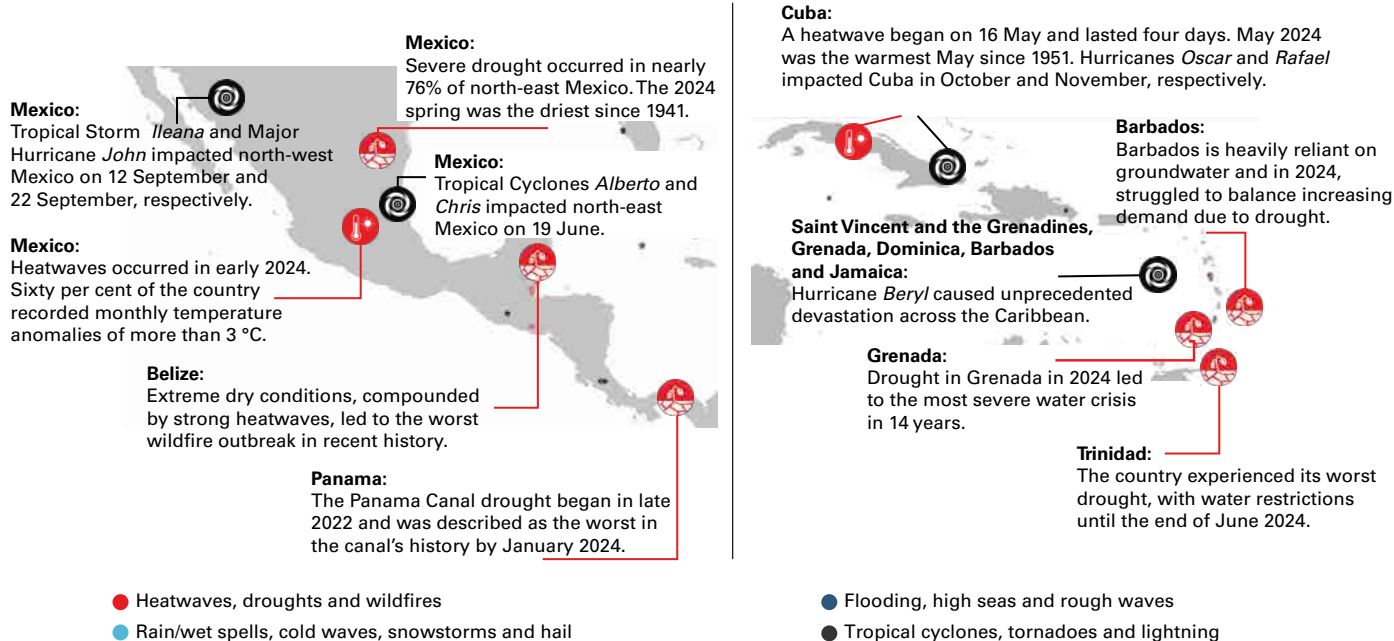 Mexico:
Severe drought occurred in nearly
76% of north-east Mexico. The 2024
spring was the driest since 1941.
Mexico:
Tropical Storm Ileana and Major
Hurricane John impacted north-west
Mexico on 12 September and
22 September, respectively.
Mexico:
Tropical Cyclones Alberto and
Chris impacted north-east
Mexico on 19 June.
Mexico:
Heatwaves occurred in early 2024.
Sixty per cent of the country
recorded monthly temperature
anomalies of more than 3 °C.
Belize:
Extreme dry conditions, compounded
by strong heatwaves, led to the worst
wildfire outbreak in recent history.
Panama:
The Panama Canal drought began in late
2022 and was described as the worst in
the canal's history by January 2024.
Cuba:
A heatwave began on 16 May and lasted four days. May 2024
was the warmest May since 1951. Hurricanes Oscar and Rafael
impacted Cuba in October and November, respectively.
Barbados:
Barbados is heavily reliant on
groundwater and in 2024,
struggled to balance increasing
demand due to drought.
Saint Vincent and the Grenadines,
Grenada, Dominica, Barbados
and Jamaica:
Hurricane Beryl caused unprecedented
devastation across the Caribbean.
Grenada:
Drought in Grenada in 2024 led
to the most severe water crisis
in 14 years.
Trinidad:
The country experienced its worst
drought, with water restrictions
until the end of June 2024.
Heatwaves, droughts and wildfires
Rain/wet spells, cold waves, snowstorms and hail
Flooding, high seas and rough waves
Tropical cyclones, tornadoes and lightning